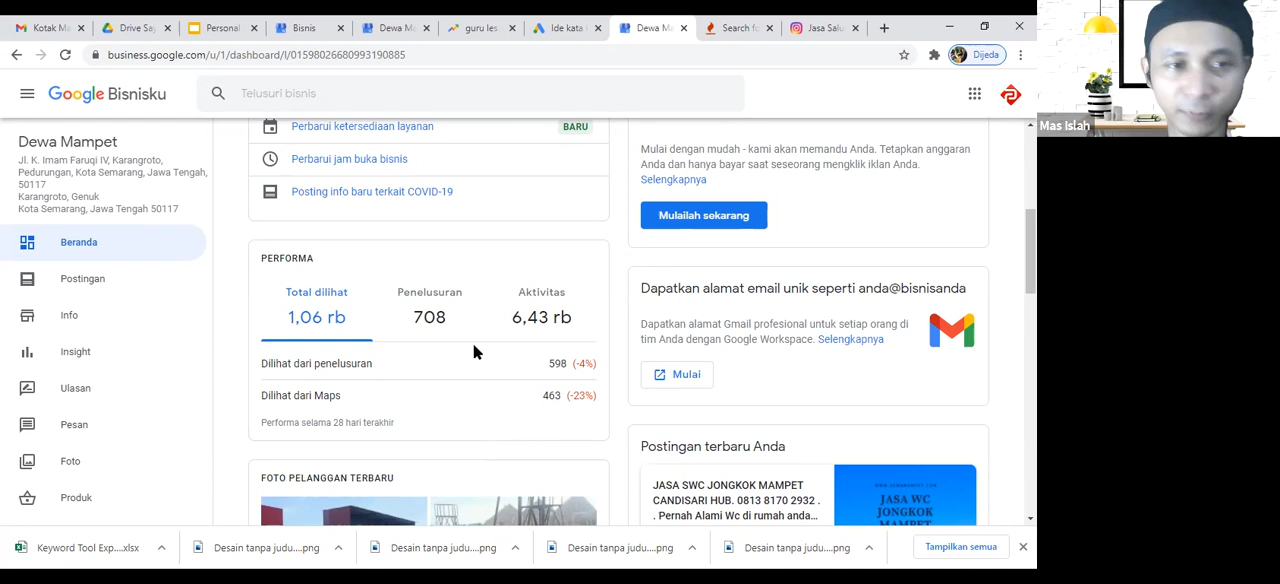 Kotak M
Drive Say
Personal
Bisnis
Dewa M
guru les
Ide kata
Dewa Ma
Search fo
Jasa Salu
business.google.com/u/1/dashboard/l/01598026680993190885
Dijeda
Google Bisnisku
Telusuri bisnis
Mas Islah
Dewa Mampet
Jl. K. Imam Faruqi IV, Karangroto,
Pedurungan, Kota Semarang, Jawa Tengah,
50117
Karangroto, Genuk
Kota Semarang, Jawa Tengah 50117
Beranda
Postingan
Info
Insight
Ulasan
Pesan
Foto
Produk
Perbarui ketersediaan layanan
BARU
Perbarui jam buka bisnis
Posting info baru terkait COVID-19
PERFORMA
Total dilihat
Penelusuran
Aktivitas
1,06 rb
708
6,43 rb
Dilihat dari penelusuran
598 (-4%)
Dilihat dari Maps
463 (-23%)
Performa selama 28 hari terakhir
FOTO PELANGGAN TERBARU
Mulai dengan mudah - kami akan memandu Anda. Tetapkan anggaran
Anda dan hanya bayar saat seseorang mengklik iklan Anda.
Selengkapnya
Mulailah sekarang
Dapatkan alamat email unik seperti anda@bisnisanda
Dapatkan alamat Gmail profesional untuk setiap orang di
tim Anda dengan Google Workspace. Selengkapnya
Mulai
Postingan terbaru Anda
JASA SWC JONGKOK MAMPET
CANDISARI HUB. 0813 8170 2932 .
. Pernah Alami Wc di rumah anda...
WWW.DEWAMAMPET.COM
JASA WC
JONGKOK
MAMPET
Keyword Tool Exp....xlsx
Desain tanpa judu....png
Desain tanpa judu....png
Desain tanpa judu....png
Desain tanpa judu....png
Tampilkan semua